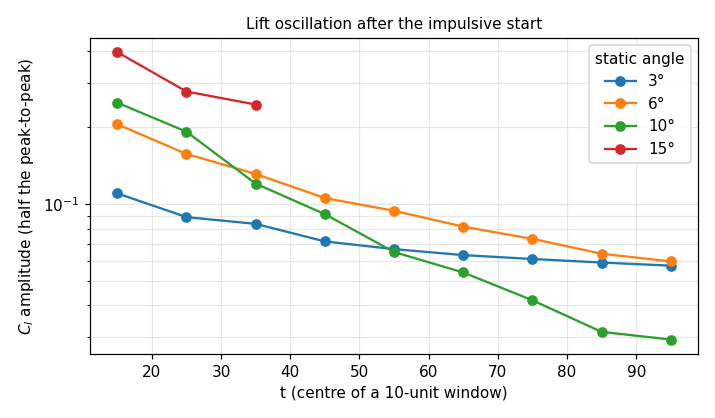 Lift oscillation after the impulsive start
C_l amplitude (half the peak-to-peak)
10⁻¹
static angle
3°
6°
10°
15°
20 30 40 50 60 70 80 90
t (centre of a 10-unit window)